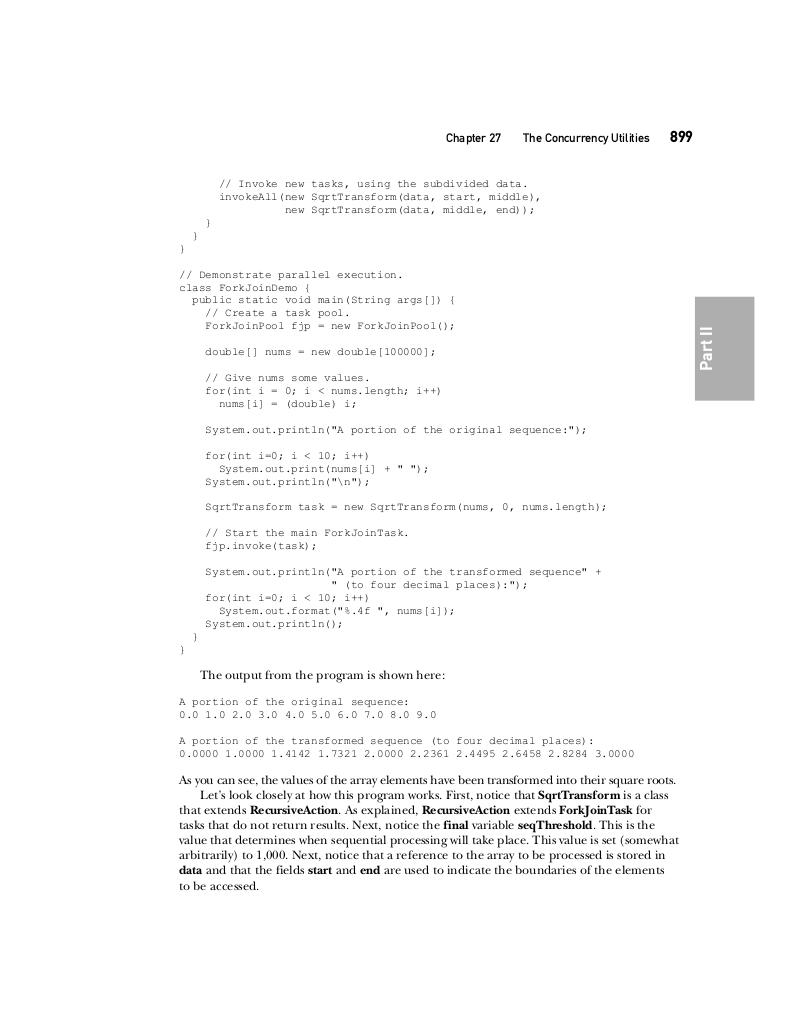 Chapter 27 The Concurrency Utilities 899
// Invoke new tasks, using the subdivided data.
invokeAll(new SqrtTransform(data, start, middle),
new SqrtTransform(data, middle, end));
}
}
}
// Demonstrate parallel execution.
class ForkJoinDemo {
public static void main(String args[]) {
// Create a task pool.
ForkJoinPool fjp = new ForkJoinPool();
double[] nums = new double[100000];
// Give nums some values.
for(int i = 0; i < nums.length; i++)
nums[i] = (double) i;
System.out.println("A portion of the original sequence:");
for(int i=0; i < 10; i++)
System.out.print(nums[i] + " ");
System.out.println("\n");
SqrtTransform task = new SqrtTransform(nums, 0, nums.length);
// Start the main ForkJoinTask.
fjp.invoke(task);
System.out.println("A portion of the transformed sequence" +
" (to four decimal places):");
for(int i=0; i < 10; i++)
System.out.format("%.4f ", nums[i]);
System.out.println();
}
}
The output from the program is shown here:
A portion of the original sequence:
0.0 1.0 2.0 3.0 4.0 5.0 6.0 7.0 8.0 9.0
A portion of the transformed sequence (to four decimal places):
0.0000 1.0000 1.4142 1.7321 2.0000 2.2361 2.4495 2.6458 2.8284 3.0000
As you can see, the values of the array elements have been transformed into their square roots.
Let's look closely at how this program works. First, notice that SqrtTransform is a class
that extends RecursiveAction. As explained, RecursiveAction extends ForkJoinTask for
tasks that do not return results. Next, notice the final variable seqThreshold. This is the
value that determines when sequential processing will take place. This value is set (somewhat
arbitrarily) to 1,000. Next, notice that a reference to the array to be processed is stored in
data and that the fields start and end are used to indicate the boundaries of the elements
to be accessed.
Part II